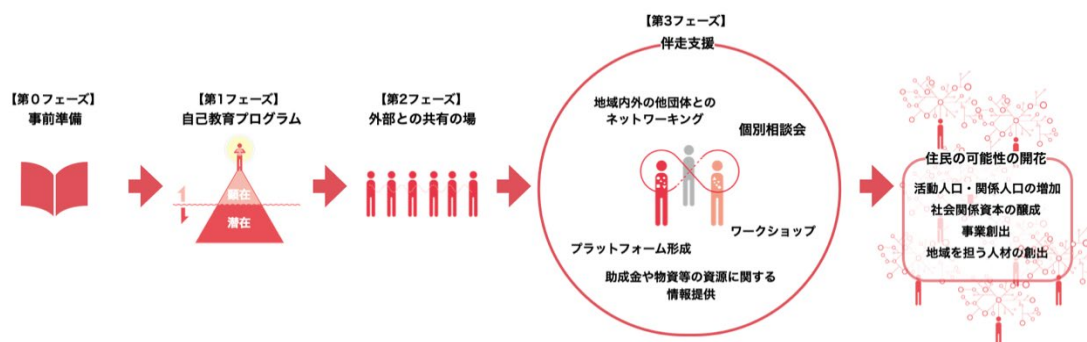 【第0フェーズ】
事前準備
【第1フェーズ】
自己教育プログラム
顕在
潜在
【第2フェーズ】
外部との共有の場
【第3フェーズ】
伴走支援
地域内外の他団体との
ネットワーキング
個別相談会
プラットフォーム形成
ワークショップ
助成金や物資等の資源に関する
情報提供
住民の可能性の開花
活動人口・関係人口の増加
社会関係資本の醸成
事業創出
地域を担う人材の創出